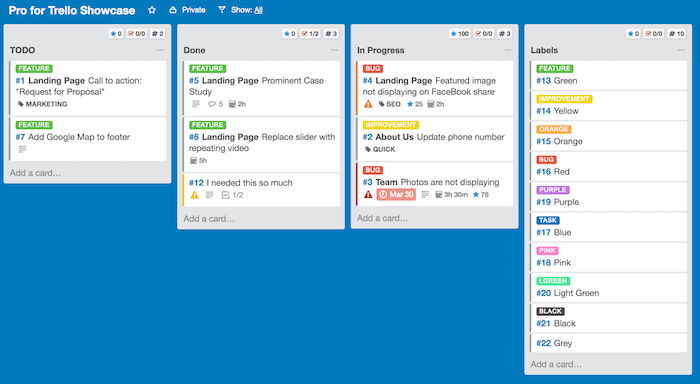 Pro for Trello Showcase Private Show: All
0 0/0 # 2
TODO ...
FEATURE
#1 Landing Page Call to action:
"Request for Proposal"
MARKETING
FEATURE
#7 Add Google Map to footer
Add a card…
0 1/2 # 3
Done ...
FEATURE
#5 Landing Page Prominent Case
Study
5 2h
FEATURE
#6 Landing Page Replace slider with
repeating video
5h
#12 I needed this so much
1/2
Add a card…
100 0/0 # 3
In Progress ...
BUG
#4 Landing Page Featured image
not displaying on FaceBook share
SEO 25 2h
IMPROVEMENT
#2 About Us Update phone number
QUICK
BUG
#3 Team Photos are not displaying
Mar 30 3h 30m 75
Add a card…
0 0/0 # 10
Labels ...
FEATURE
#13 Green
IMPROVEMENT
#14 Yellow
ORANGE
#15 Orange
BUG
#16 Red
PURPLE
#19 Purple
TASK
#17 Blue
PINK
#18 Pink
LGREEN
#20 Light Green
BLACK
#21 Black
#22 Grey
Add a card…